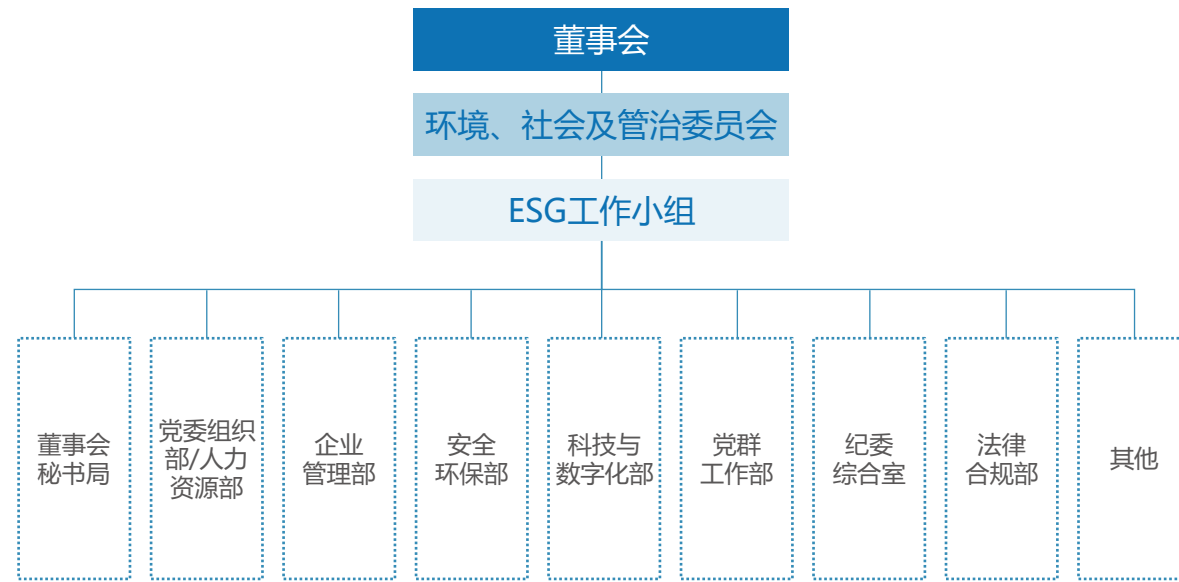 董事会
环境、社会及管治委员会
ESG工作小组
董事会
秘书局
党委组织
部/人力
资源部
企业
管理部
安全
环保部
科技与
数字化部
党群
工作部
纪委
综合室
法律
合规部
其他